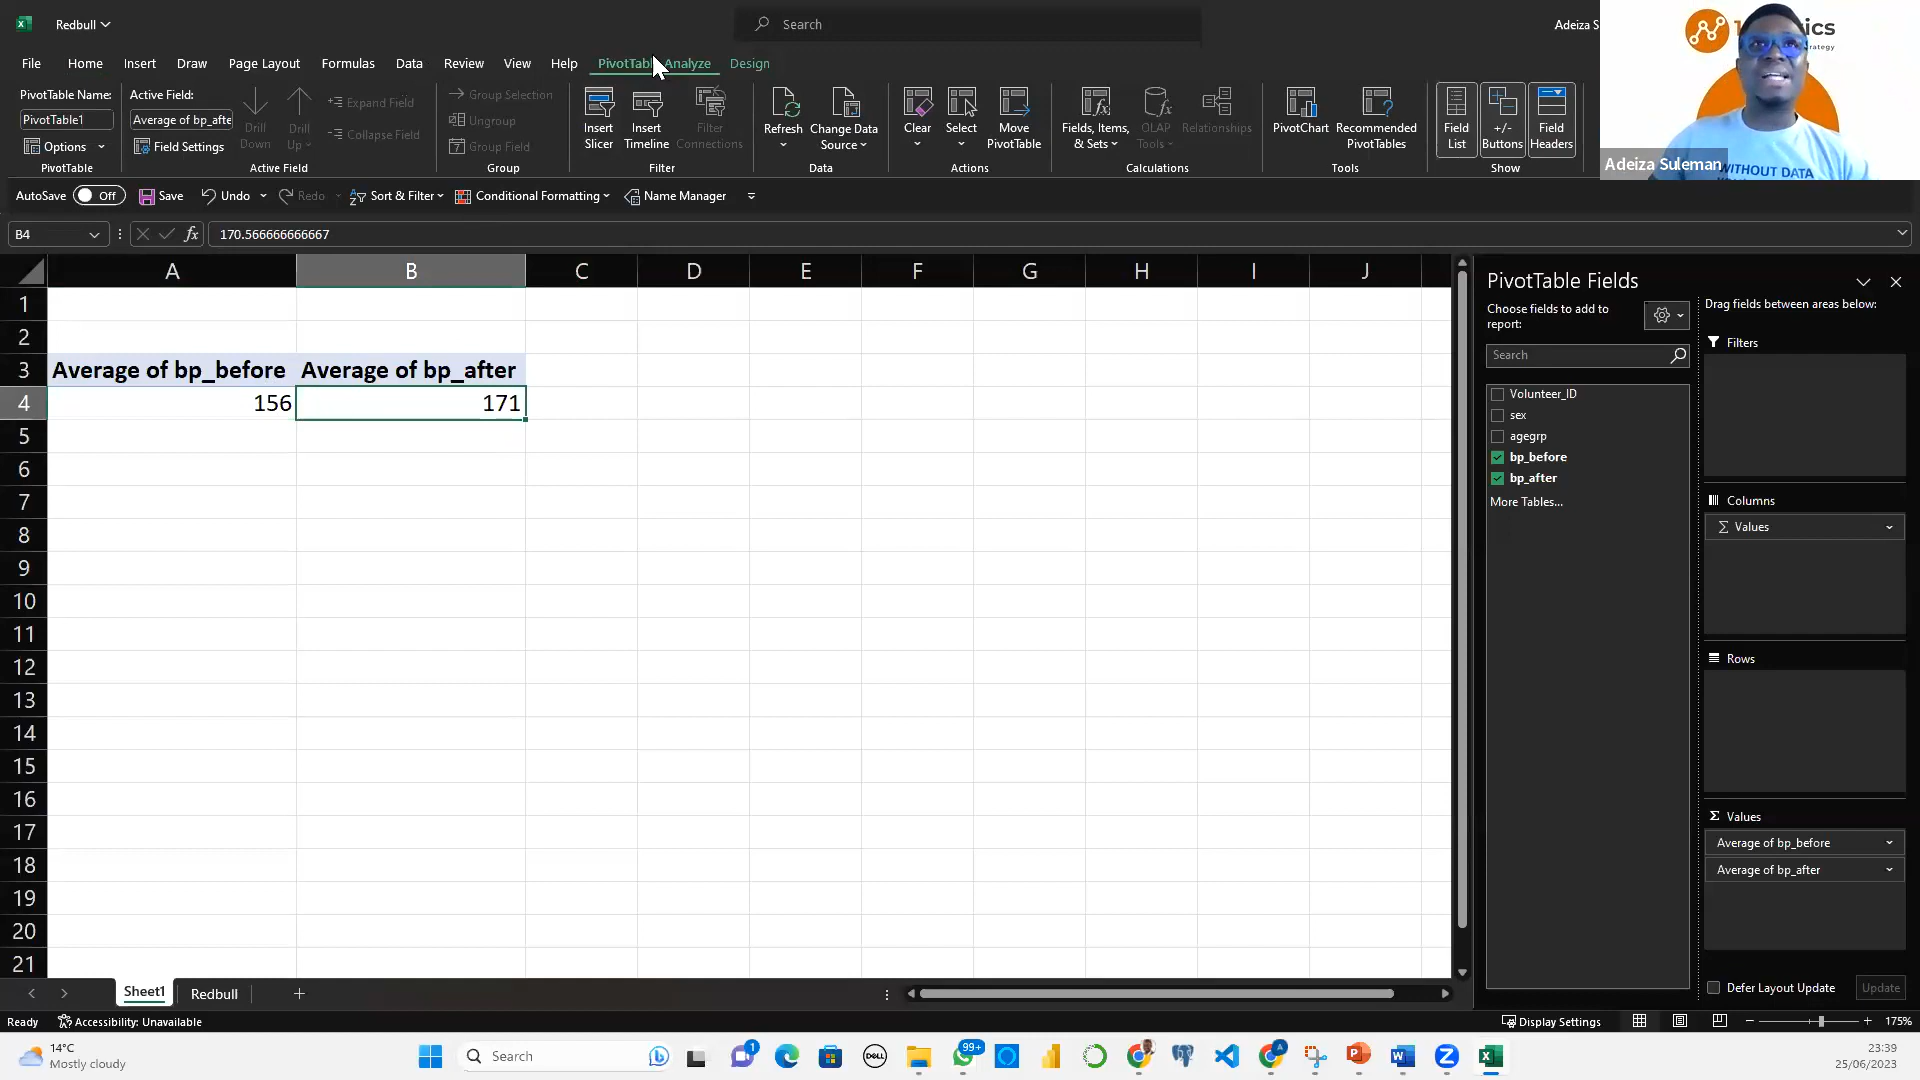 Redbull
Search
Adeiza S
File Home Insert Draw Page Layout Formulas Data Review View Help Analyze Design
PivotTable Name:
PivotTable1
Options
PivotTable
Active Field:
Average of bp_afte
Field Settings
Drill Down
Drill Up
Expand Field
Collapse Field
Active Field
Group Selection
Ungroup
Group Field
Group
Insert Slicer
Insert Timeline
Filter Connections
Filter
Refresh
Change Data Source
Data
Clear
Select
Move PivotTable
Actions
Fields, Items, & Sets
OLAP Tools
Relationships
Calculations
PivotChart
Recommended PivotTables
Tools
Field List
+/- Buttons
Field Headers
Show
ics
rategy
Adeiza Suleman
WITHOUT DATA
AutoSave Off Save Undo Redo Sort & Filter Conditional Formatting Name Manager
B4 fx 170.566666666667
A B C D E F G H I J
1
2
3 Average of bp_before Average of bp_after
4 156 171
5
6
7
8
9
10
11
12
13
14
15
16
17
18
19
20
21
PivotTable Fields
Choose fields to add to
report:
Search
Volunteer_ID
sex
agegrp
bp_before
bp_after
More Tables...
Drag fields between areas below:
Filters
Columns
Σ Values
Rows
Σ Values
Average of bp_before
Average of bp_after
Defer Layout Update Update
Sheet1 Redbull
Ready Accessibility: Unavailable Display Settings 175%
14°C
Mostly cloudy
Search
1
DELL
99+
A
23:39
25/06/2023